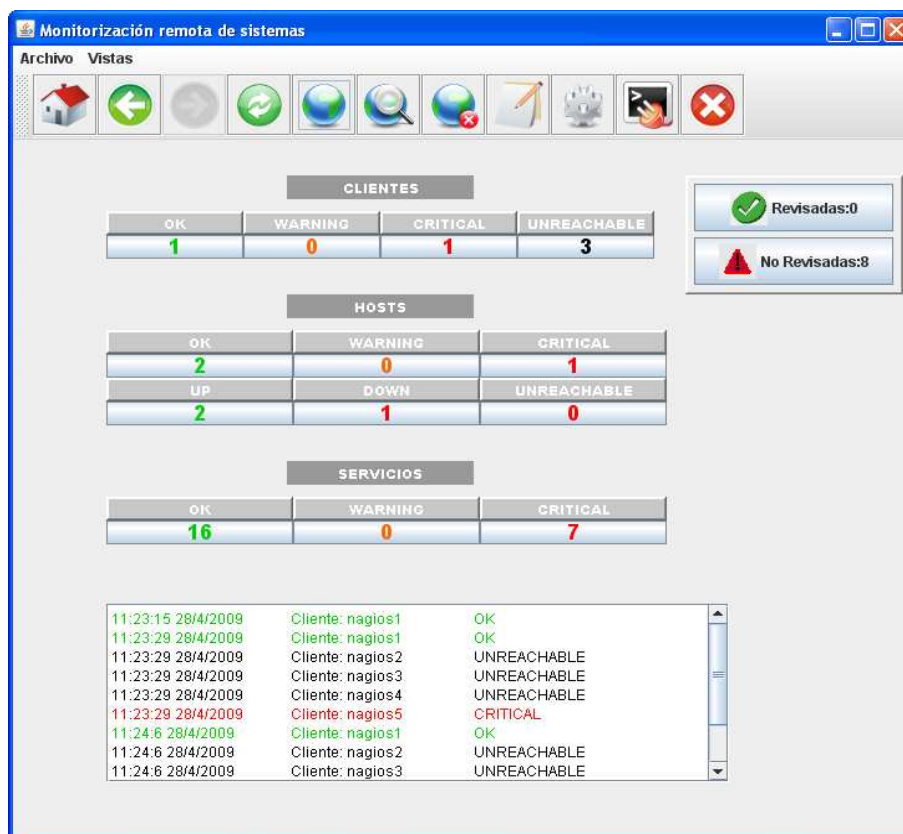 Monitorización remota de sistemas
Archivo Vistas
CLIENTES
OK WARNING CRITICAL UNREACHABLE
1 0 1 3
Revisadas:0
No Revisadas:8
HOSTS
OK WARNING CRITICAL
2 0 1
UP DOWN UNREACHABLE
2 1 0
SERVICIOS
OK WARNING CRITICAL
16 0 7
11:23:15 28/4/2009 Cliente: nagios1 OK
11:23:29 28/4/2009 Cliente: nagios1 OK
11:23:29 28/4/2009 Cliente: nagios2 UNREACHABLE
11:23:29 28/4/2009 Cliente: nagios3 UNREACHABLE
11:23:29 28/4/2009 Cliente: nagios4 UNREACHABLE
11:23:29 28/4/2009 Cliente: nagios5 CRITICAL
11:24:6 28/4/2009 Cliente: nagios1 OK
11:24:6 28/4/2009 Cliente: nagios2 UNREACHABLE
11:24:6 28/4/2009 Cliente: nagios3 UNREACHABLE